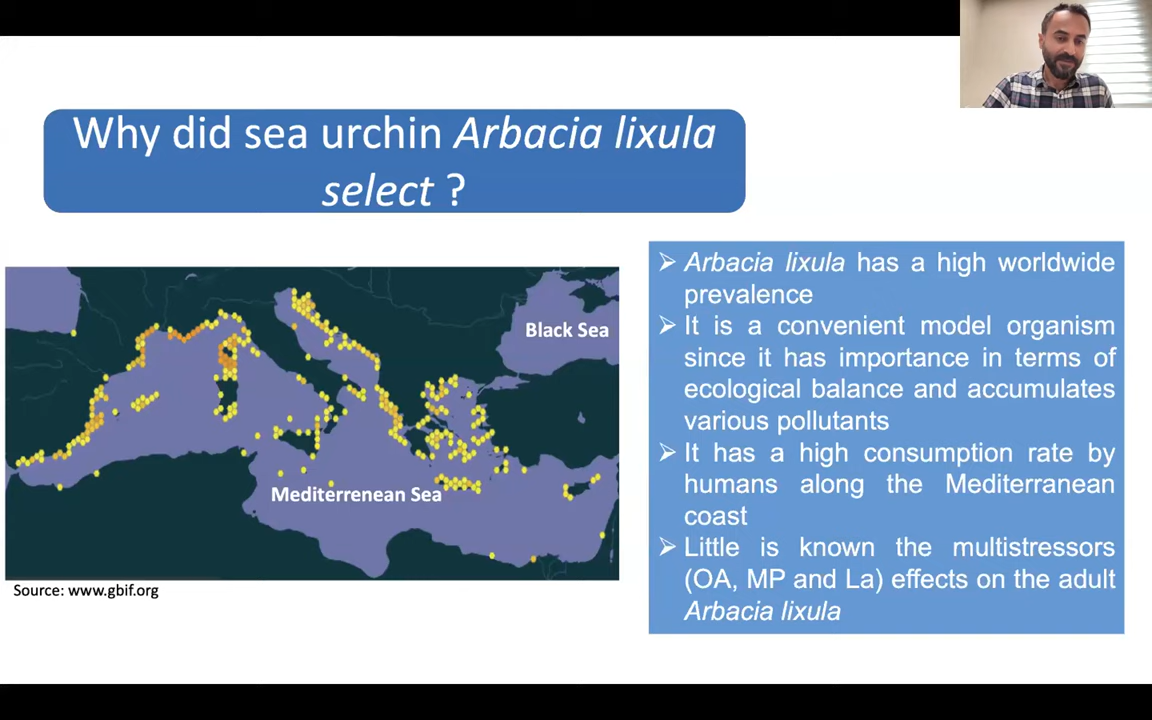 Why did sea urchin Arbacia lixula
select ?
Black Sea
Mediterrenean Sea
Source: www.gbif.org
⮚ Arbacia lixula has a high worldwide
prevalence
⮚ It is a convenient model organism
since it has importance in terms of
ecological balance and accumulates
various pollutants
⮚ It has a high consumption rate by
humans along the Mediterranean
coast
⮚ Little is known the multistressors
(OA, MP and La) effects on the adult
Arbacia lixula